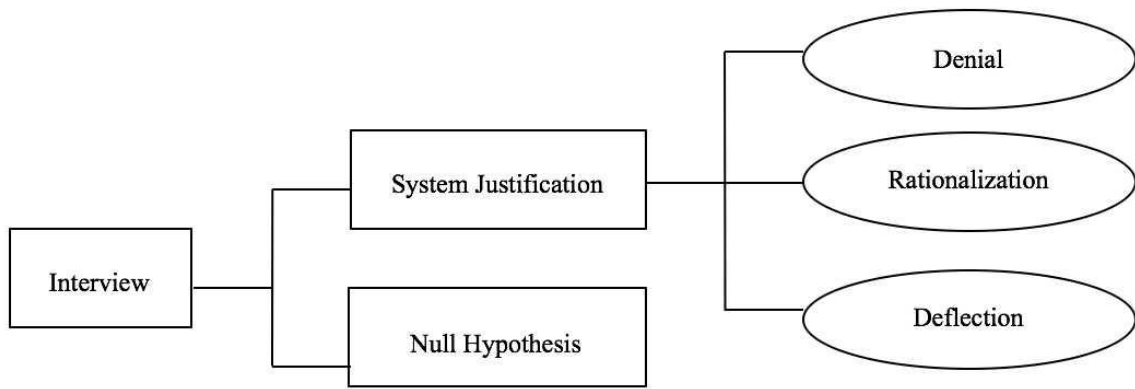 Denial
System Justification
Rationalization
Interview
Null Hypothesis
Deflection